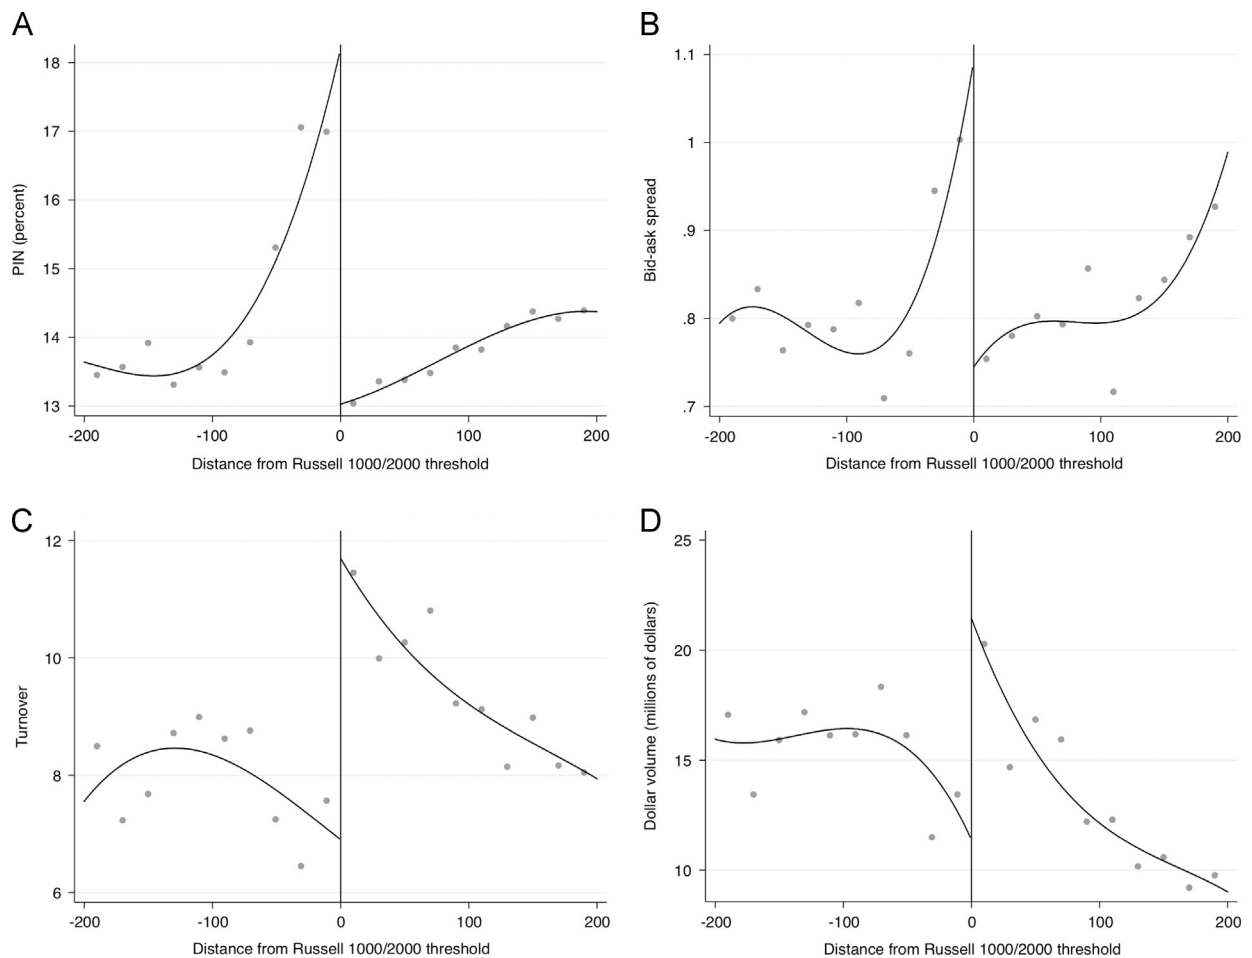 A
18
17
16
15
14
13
PIN (percent)
-200 -100 0 100 200
Distance from Russell 1000/2000 threshold
B
1.1
1
.9
.8
.7
Bid-ask spread
-200 -100 0 100 200
Distance from Russell 1000/2000 threshold
C
12
10
8
6
Turnover
-200 -100 0 100 200
Distance from Russell 1000/2000 threshold
D
25
20
15
10
Dollar volume (millions of dollars)
-200 -100 0 100 200
Distance from Russell 1000/2000 threshold